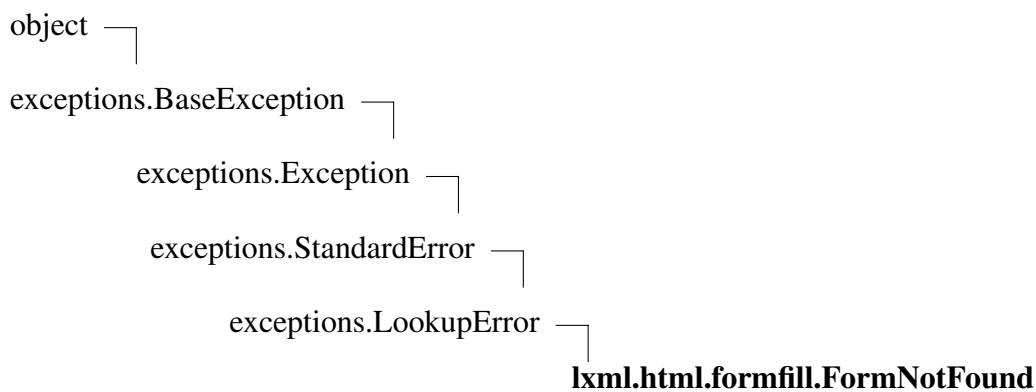 object
exceptions.BaseException
exceptions.Exception
exceptions.StandardError
exceptions.LookupError
lxml.html.formfill.FormNotFound